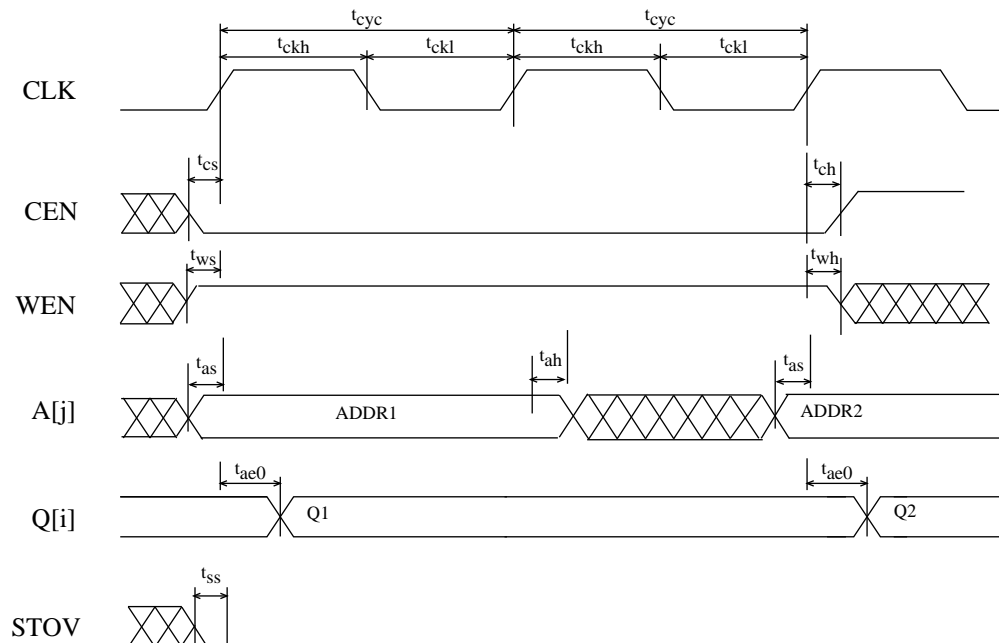 tcyc tcyc
tckh tckl tckh tckl
CLK
tcs tch
CEN
tws twh
WEN
tas tah tas
A[j] ADDR1 ADDR2
tae0 tae0
Q[i] Q1 Q2
tss
STOV